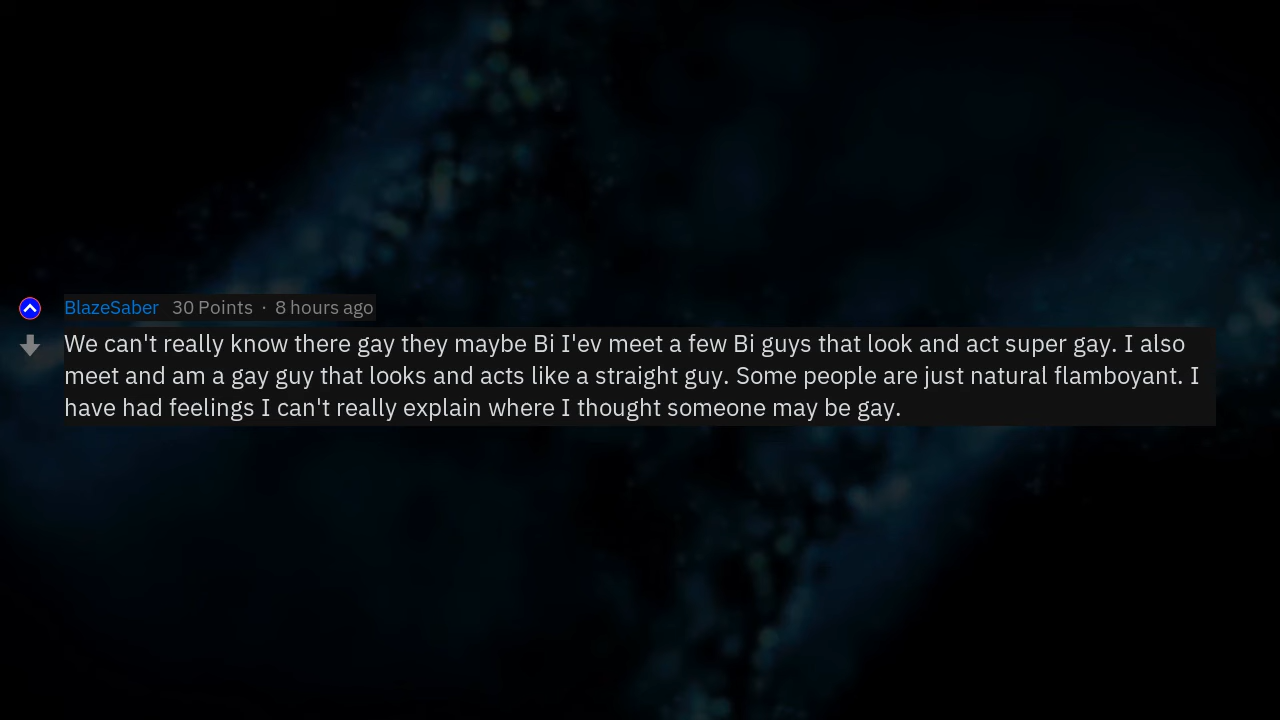 BlazeSaber 30 Points · 8 hours ago
We can't really know there gay they maybe Bi I'ev meet a few Bi guys that look and act super gay. I also
meet and am a gay guy that looks and acts like a straight guy. Some people are just natural flamboyant. I
have had feelings I can't really explain where I thought someone may be gay.